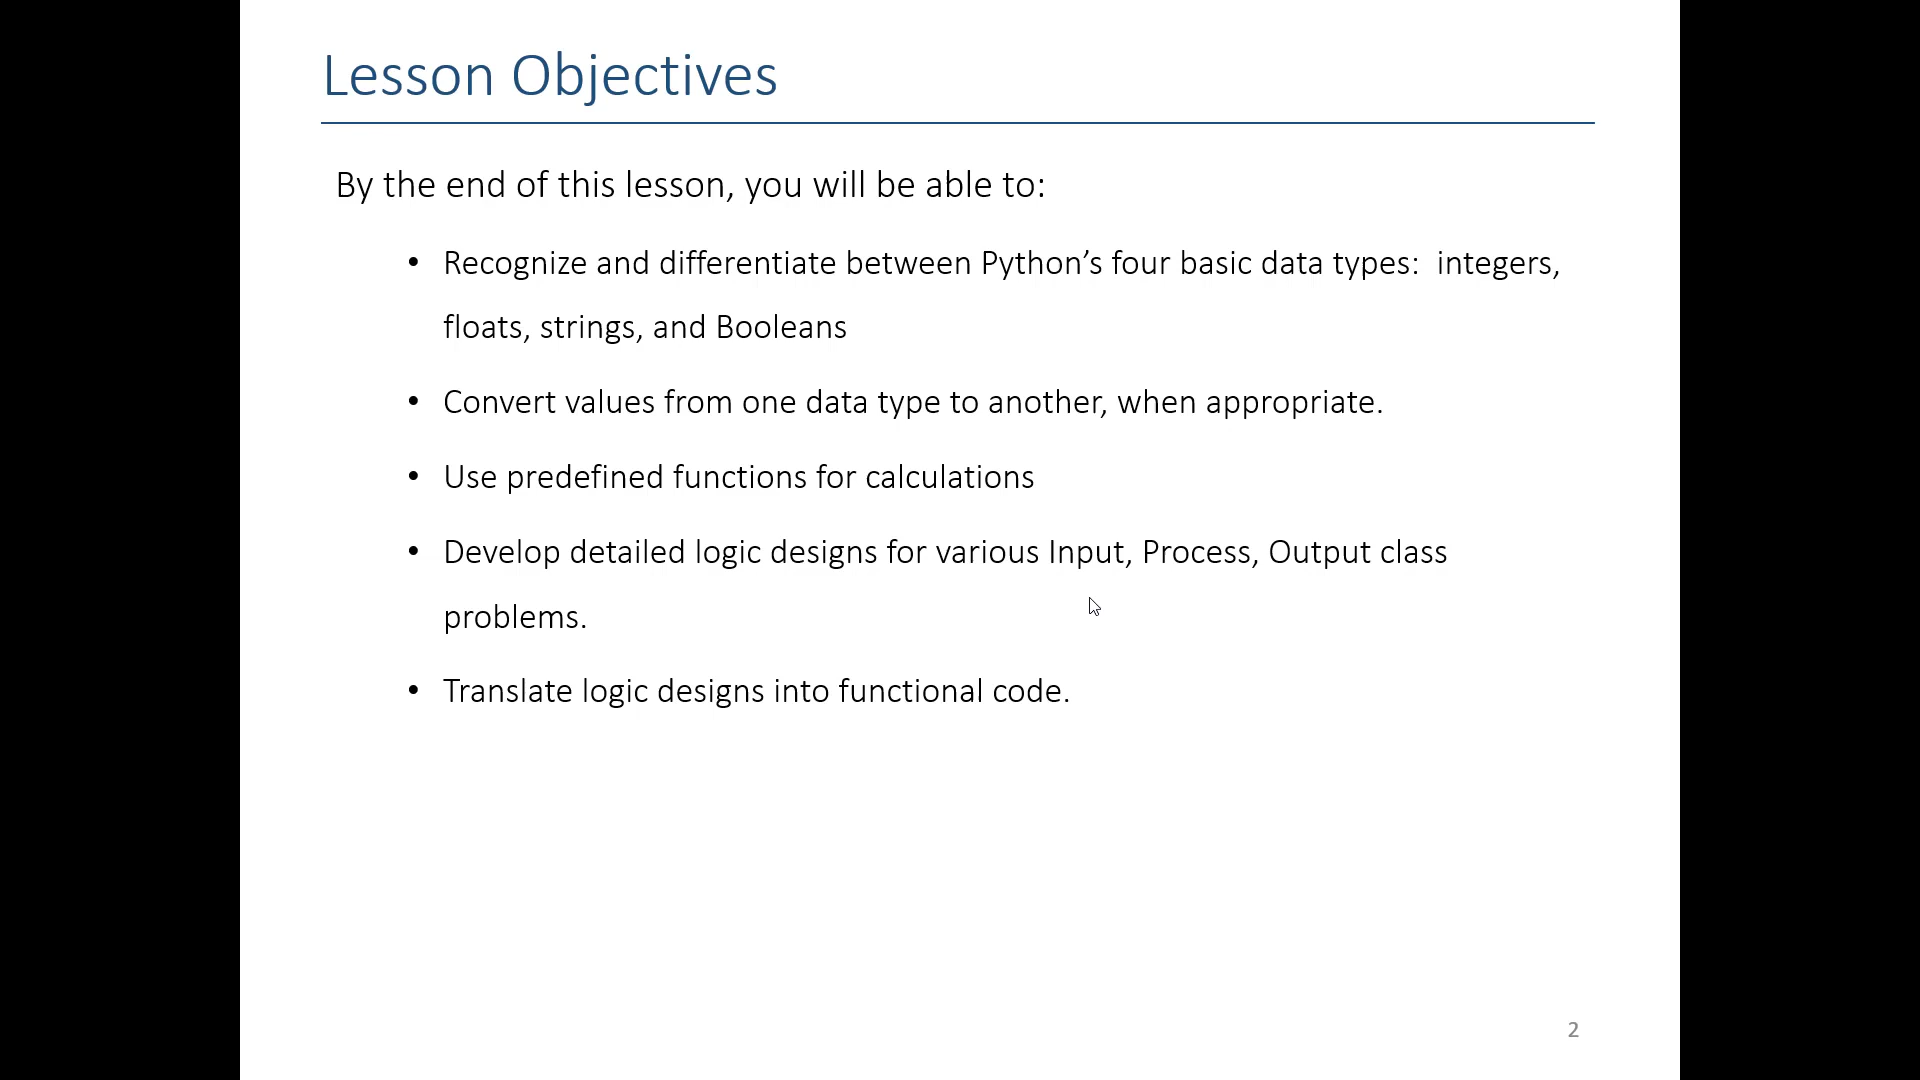 Lesson Objectives
By the end of this lesson, you will be able to:
• Recognize and differentiate between Python’s four basic data types:  integers,
floats, strings, and Booleans
• Convert values from one data type to another, when appropriate.
• Use predefined functions for calculations
• Develop detailed logic designs for various Input, Process, Output class
problems.
• Translate logic designs into functional code.
2